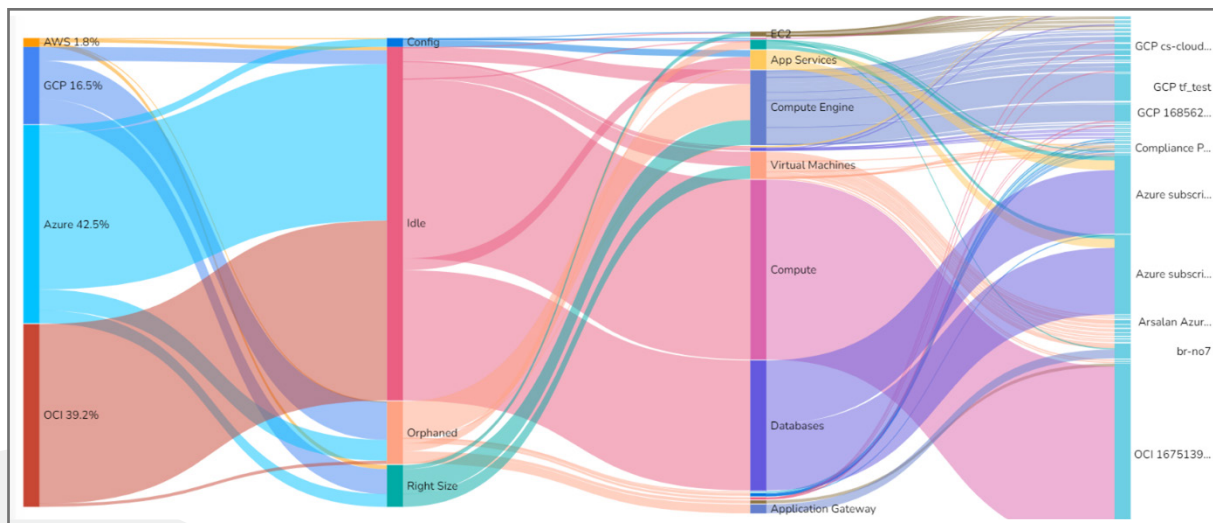 AWS 1.8%
GCP 16.5%
Azure 42.5%
OCI 39.2%
Config
Idle
Orphaned
Right Size
EC2
App Services
Compute Engine
Virtual Machines
Compute
Databases
Application Gateway
GCP cs-cloud...
GCP tf_test
GCP 168562...
Compliance P...
Azure subscri...
Azure subscri...
Arsalan Azur...
br-no7
OCI 1675139...